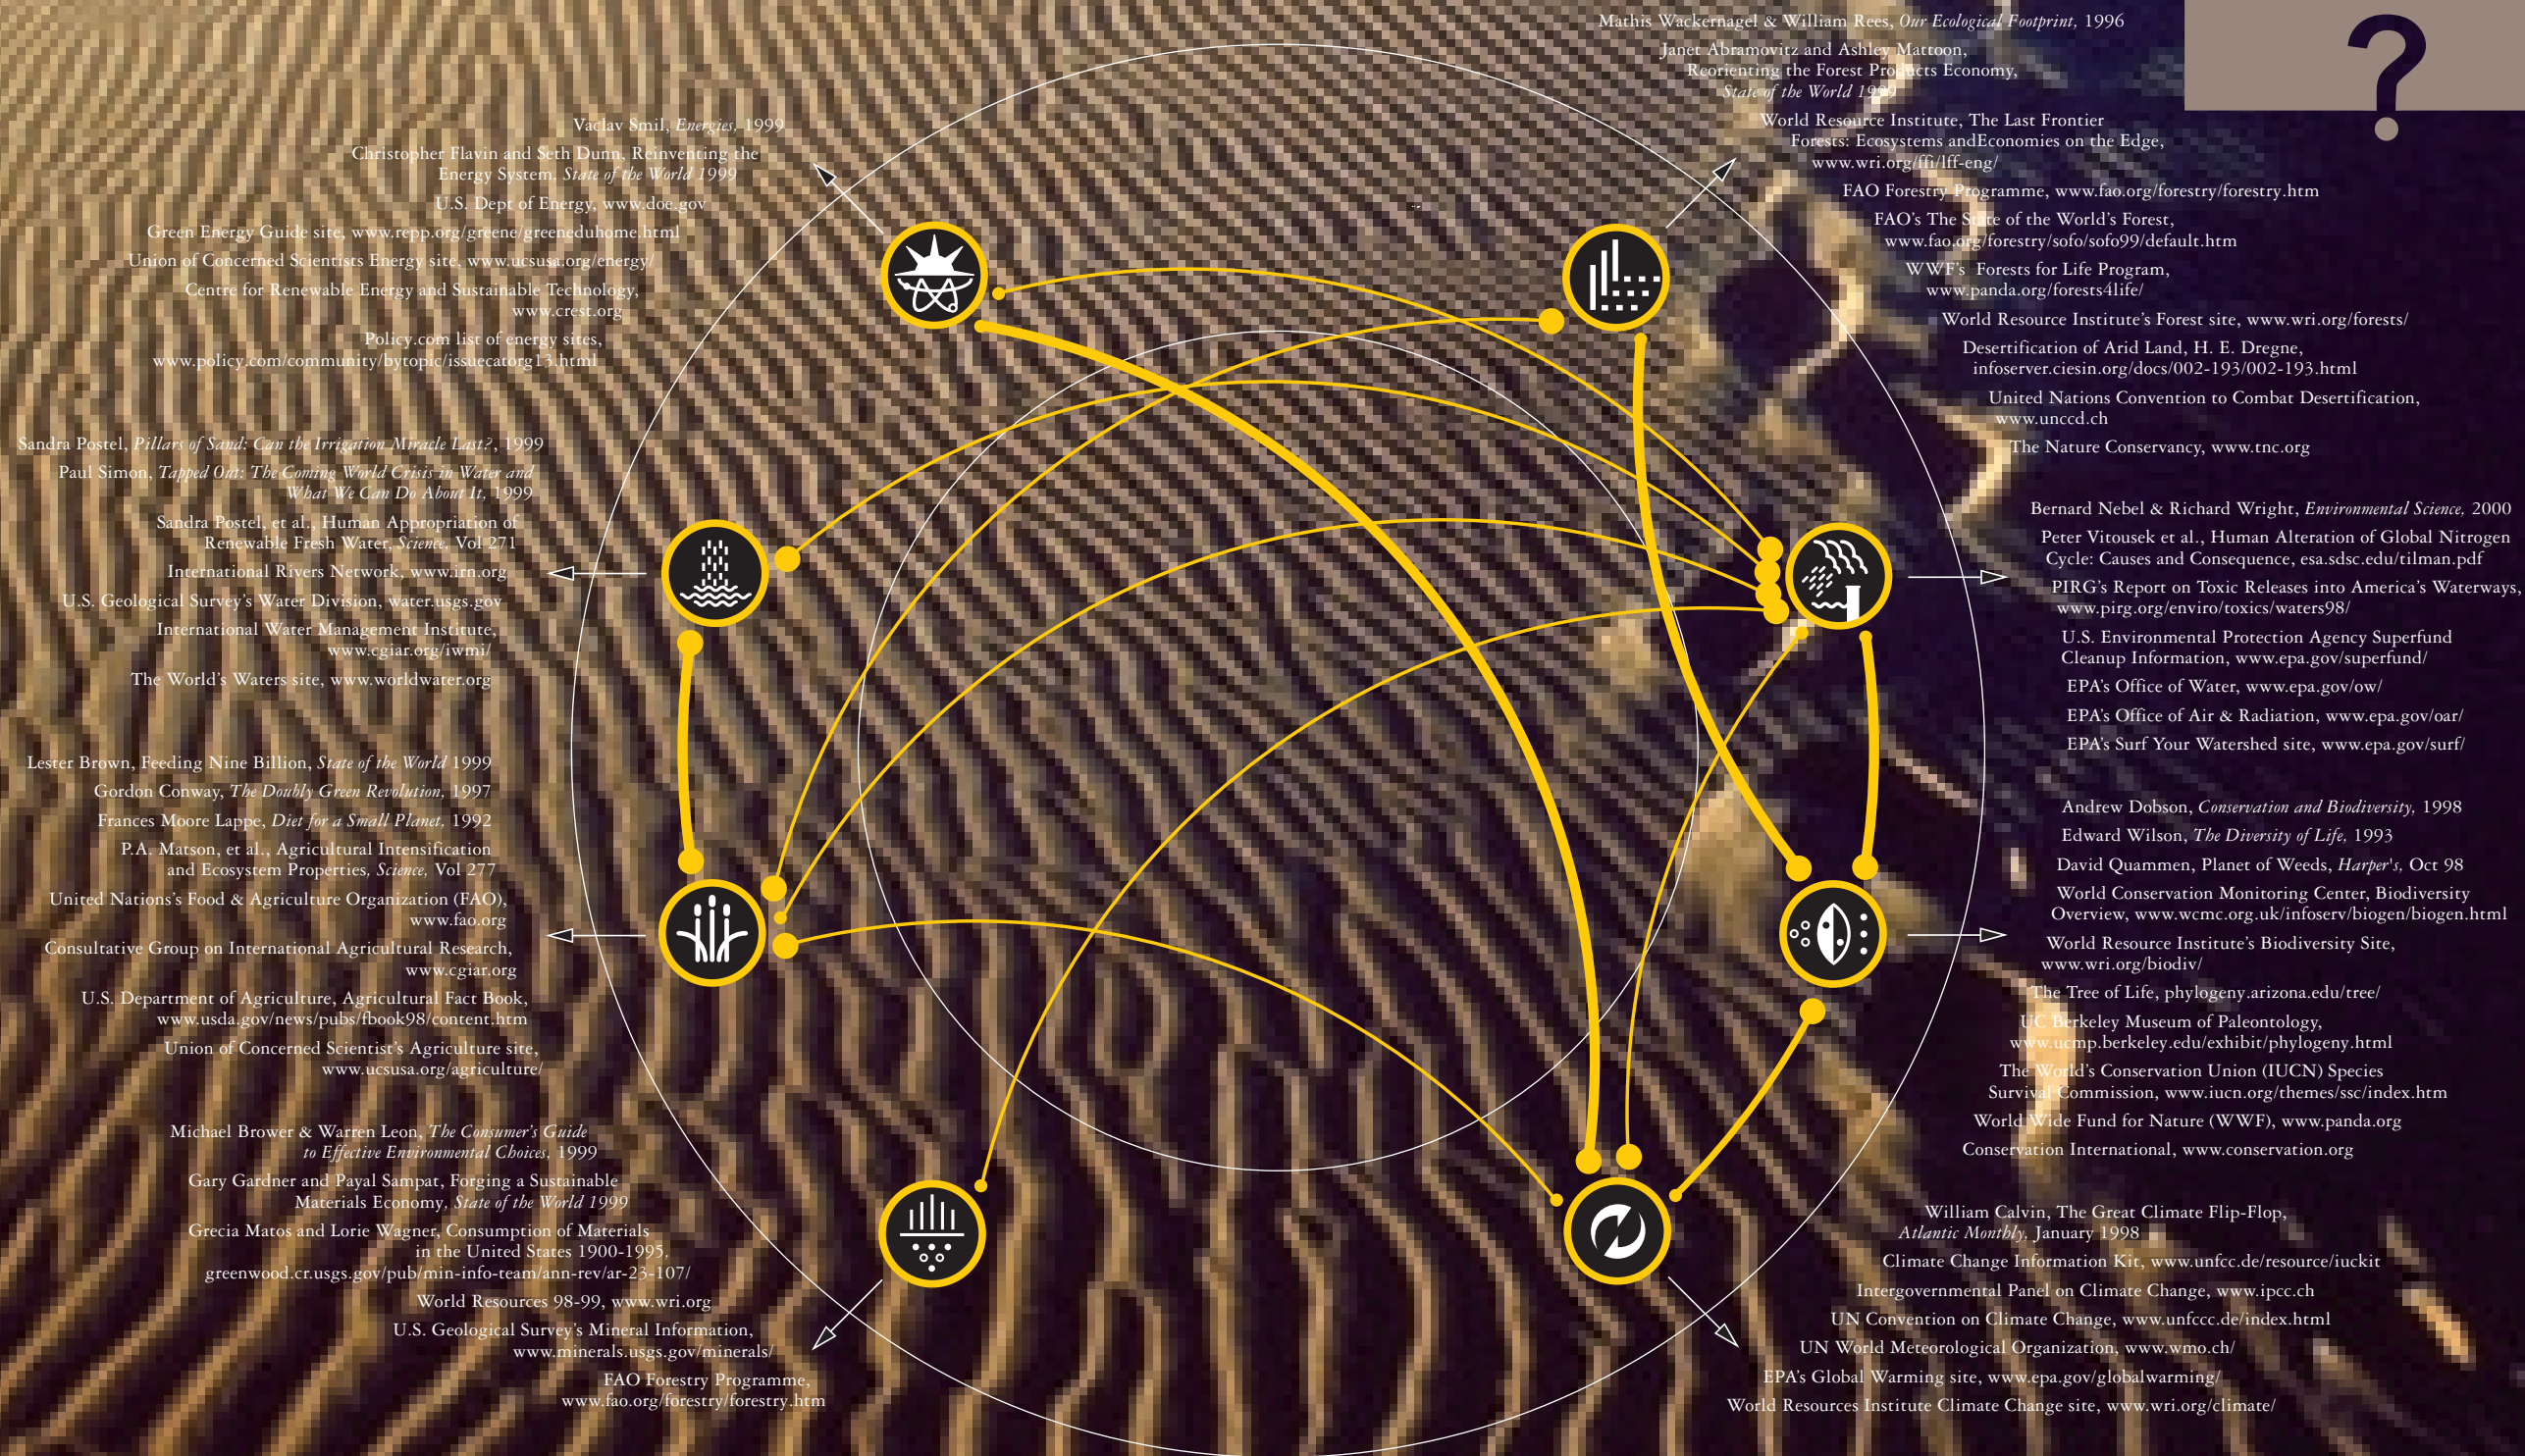 Mathis Wackernagel & William Rees, Our Ecological Footprint, 1996
Janet Abramovitz and Ashley Mattoon,
Reorienting the Forest Products Economy,
State of the World 1999
World Resource Institute, The Last Frontier
Forests: Ecosystems andEconomies on the Edge,
www.wri.org/ffi/lff-eng/
FAO Forestry Programme, www.fao.org/forestry/forestry.htm
FAO’s The State of the World’s Forest,
www.fao.org/forestry/sofo/sofo99/default.htm
WWF’s Forests for Life Program,
www.panda.org/forests4life/
World Resource Institute’s Forest site, www.wri.org/forests/
Desertification of Arid Land, H. E. Dregne,
infoserver.ciesin.org/docs/002-193/002-193.html
United Nations Convention to Combat Desertification,
www.unccd.ch
The Nature Conservancy, www.tnc.org
?
Vaclav Smil, Energies, 1999
Christopher Flavin and Seth Dunn, Reinventing the
Energy System, State of the World 1999
U.S. Dept of Energy, www.doe.gov
Green Energy Guide site, www.repp.org/greene/greeneduhome.html
Union of Concerned Scientists Energy site, www.ucsusa.org/energy/
Centre for Renewable Energy and Sustainable Technology,
www.crest.org
Policy.com list of energy sites,
www.policy.com/community/bytopic/issuecatorg13.html
Sandra Postel, Pillars of Sand: Can the Irrigation Miracle Last?, 1999
Paul Simon, Tapped Out: The Coming World Crisis in Water and
What We Can Do About It, 1999
Sandra Postel, et al., Human Appropriation of
Renewable Fresh Water, Science, Vol 271
International Rivers Network, www.irn.org
U.S. Geological Survey’s Water Division, water.usgs.gov
International Water Management Institute,
www.cgiar.org/iwmi/
The World’s Waters site, www.worldwater.org
Bernard Nebel & Richard Wright, Environmental Science, 2000
Peter Vitousek et al., Human Alteration of Global Nitrogen
Cycle: Causes and Consequence, esa.sdsc.edu/tilman.pdf
PIRG’s Report on Toxic Releases into America’s Waterways,
www.pirg.org/enviro/toxics/waters98/
U.S. Environmental Protection Agency Superfund
Cleanup Information, www.epa.gov/superfund/
EPA’s Office of Water, www.epa.gov/ow/
EPA’s Office of Air & Radiation, www.epa.gov/oar/
EPA’s Surf Your Watershed site, www.epa.gov/surf/
Lester Brown, Feeding Nine Billion, State of the World 1999
Gordon Conway, The Doubly Green Revolution, 1997
Frances Moore Lappe, Diet for a Small Planet, 1992
P.A. Matson, et al., Agricultural Intensification
and Ecosystem Properties, Science, Vol 277
United Nations’s Food & Agriculture Organization (FAO),
www.fao.org
Consultative Group on International Agricultural Research,
www.cgiar.org
U.S. Department of Agriculture, Agricultural Fact Book,
www.usda.gov/news/pubs/fbook98/content.htm
Union of Concerned Scientist’s Agriculture site,
www.ucsusa.org/agriculture/
Andrew Dobson, Conservation and Biodiversity, 1998
Edward Wilson, The Diversity of Life, 1993
David Quammen, Planet of Weeds, Harper's, Oct 98
World Conservation Monitoring Center, Biodiversity
Overview, www.wcmc.org.uk/infoserv/biogen/biogen.html
World Resource Institute’s Biodiversity Site,
www.wri.org/biodiv/
The Tree of Life, phylogeny.arizona.edu/tree/
UC Berkeley Museum of Paleontology,
www.ucmp.berkeley.edu/exhibit/phylogeny.html
The World’s Conservation Union (IUCN) Species
Survival Commission, www.iucn.org/themes/ssc/index.htm
World Wide Fund for Nature (WWF), www.panda.org
Conservation International, www.conservation.org
Michael Brower & Warren Leon, The Consumer’s Guide
to Effective Environmental Choices, 1999
Gary Gardner and Payal Sampat, Forging a Sustainable
Materials Economy, State of the World 1999
Grecia Matos and Lorie Wagner, Consumption of Materials
in the United States 1900-1995,
greenwood.cr.usgs.gov/pub/min-info-team/ann-rev/ar-23-107/
World Resources 98-99, www.wri.org
U.S. Geological Survey’s Mineral Information,
www.minerals.usgs.gov/minerals/
FAO Forestry Programme,
www.fao.org/forestry/forestry.htm
William Calvin, The Great Climate Flip-Flop,
Atlantic Monthly, January 1998
Climate Change Information Kit, www.unfcc.de/resource/iuckit
Intergovernmental Panel on Climate Change, www.ipcc.ch
UN Convention on Climate Change, www.unfccc.de/index.html
UN World Meteorological Organization, www.wmo.ch/
EPA’s Global Warming site, www.epa.gov/globalwarming/
World Resources Institute Climate Change site, www.wri.org/climate/